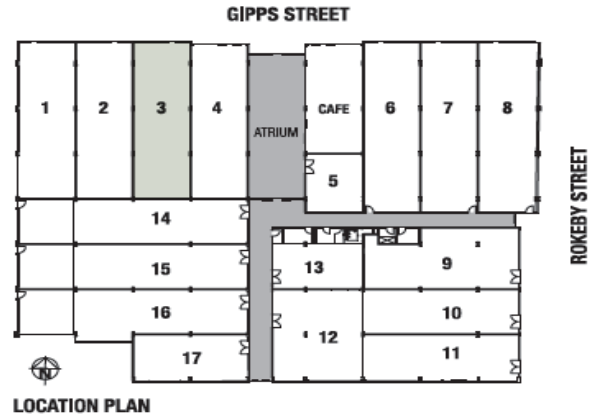 GIPPS STREET
1 2 3 4 ATRIUM CAFE 6 7 8
5
ROKEBY STREET
14
15
16
17
13
9
10
12
11
N
LOCATION PLAN